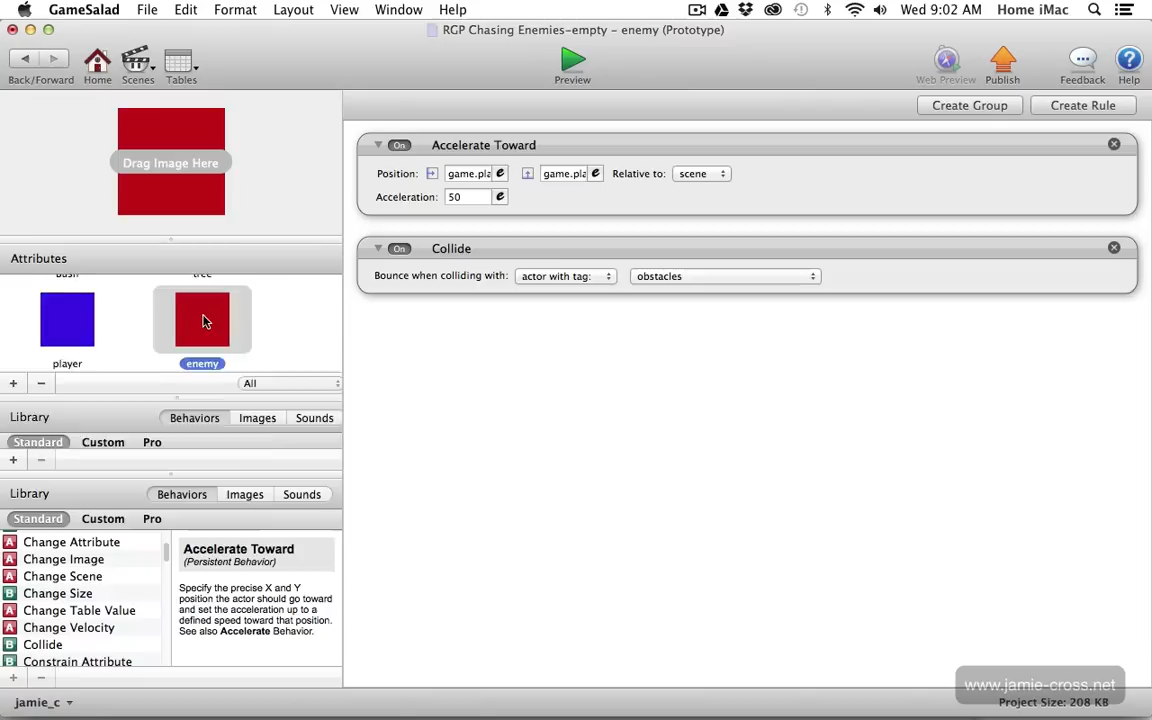 GameSalad File Edit Format Layout View Window Help Wed 9:02 AM Home iMac
RGP Chasing Enemies-empty – enemy (Prototype)
Back/Forward Home Scenes Tables Preview Web Preview Publish Feedback Help
Create Group Create Rule
Drag Image Here
On Accelerate Toward
Position: game.pla e game.pla e Relative to: scene
Acceleration: 50 e
On Collide
Bounce when colliding with: actor with tag: obstacles
Attributes
player enemy
+ − All
Library Behaviors Images Sounds
Standard Custom Pro
+ −
Library Behaviors Images Sounds
Standard Custom Pro
A Change Attribute
A Change Image
A Change Scene
B Change Size
A Change Table Value
A Change Velocity
B Collide
B Constrain Attribute
Accelerate Toward
(Persistent Behavior)
Specify the precise X and Y
position the actor should go toward
and set the acceleration up to a
defined speed toward that position.
See also Accelerate Behavior.
+ −
jamie_c
www.jamie-cross.net
Project Size: 208 KB